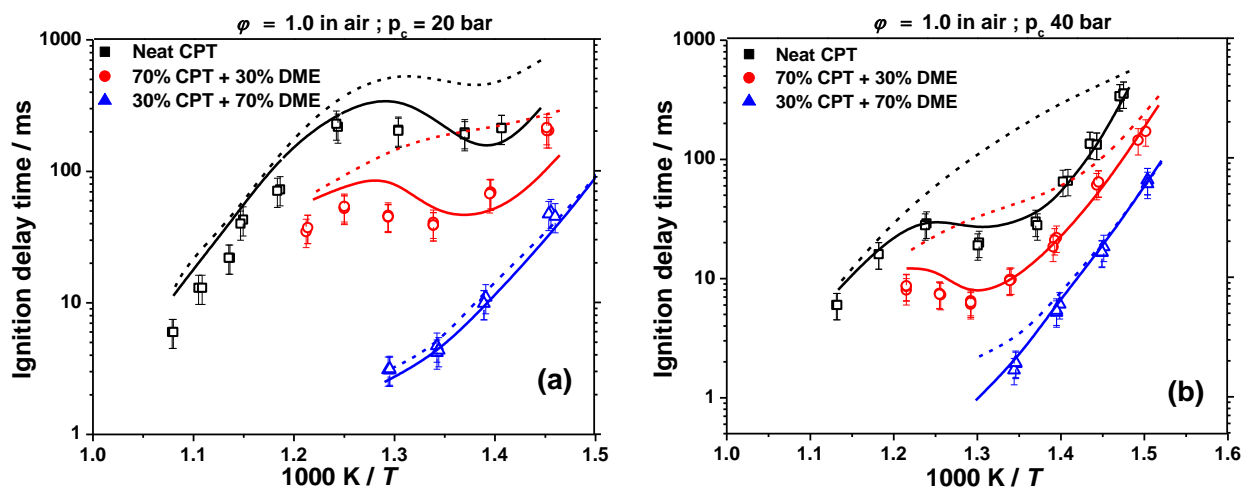 φ = 1.0 in air ; p_c = 20 bar
1000
100
10
1
Ignition delay time / ms
Neat CPT
70% CPT + 30% DME
30% CPT + 70% DME
(a)
1.0 1.1 1.2 1.3 1.4 1.5
1000 K / T
φ = 1.0 in air ; p_c 40 bar
1000
100
10
1
Ignition delay time / ms
Neat CPT
70% CPT + 30% DME
30% CPT + 70% DME
(b)
1.0 1.1 1.2 1.3 1.4 1.5 1.6
1000 K / T